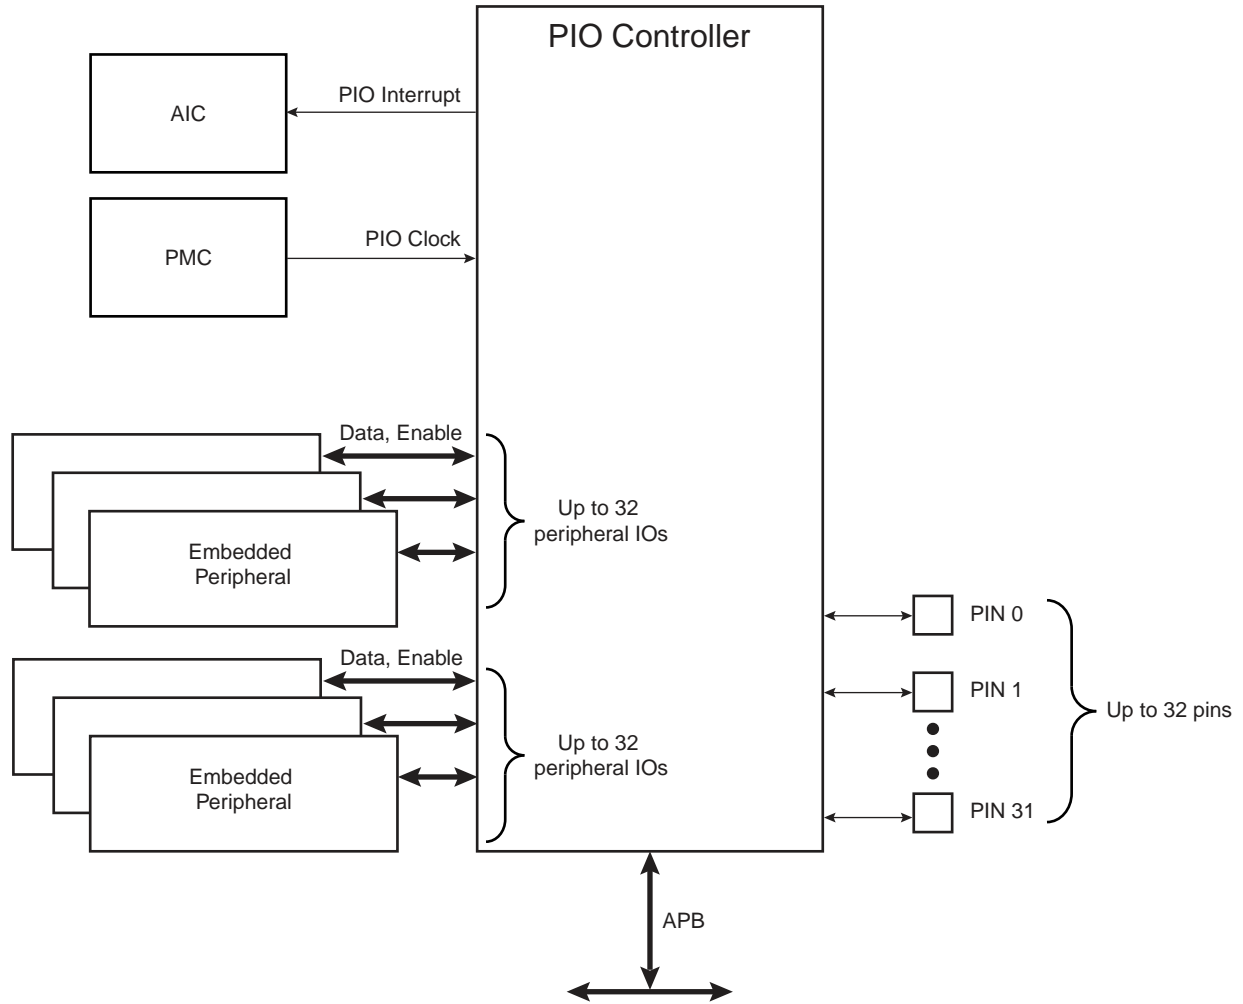 PIO Controller
PIO Interrupt
AIC
PIO Clock
PMC
Data, Enable
Up to 32
peripheral IOs
Embedded
Peripheral
PIN 0
Data, Enable
PIN 1
Up to 32 pins
Up to 32
peripheral IOs
Embedded
Peripheral
PIN 31
APB